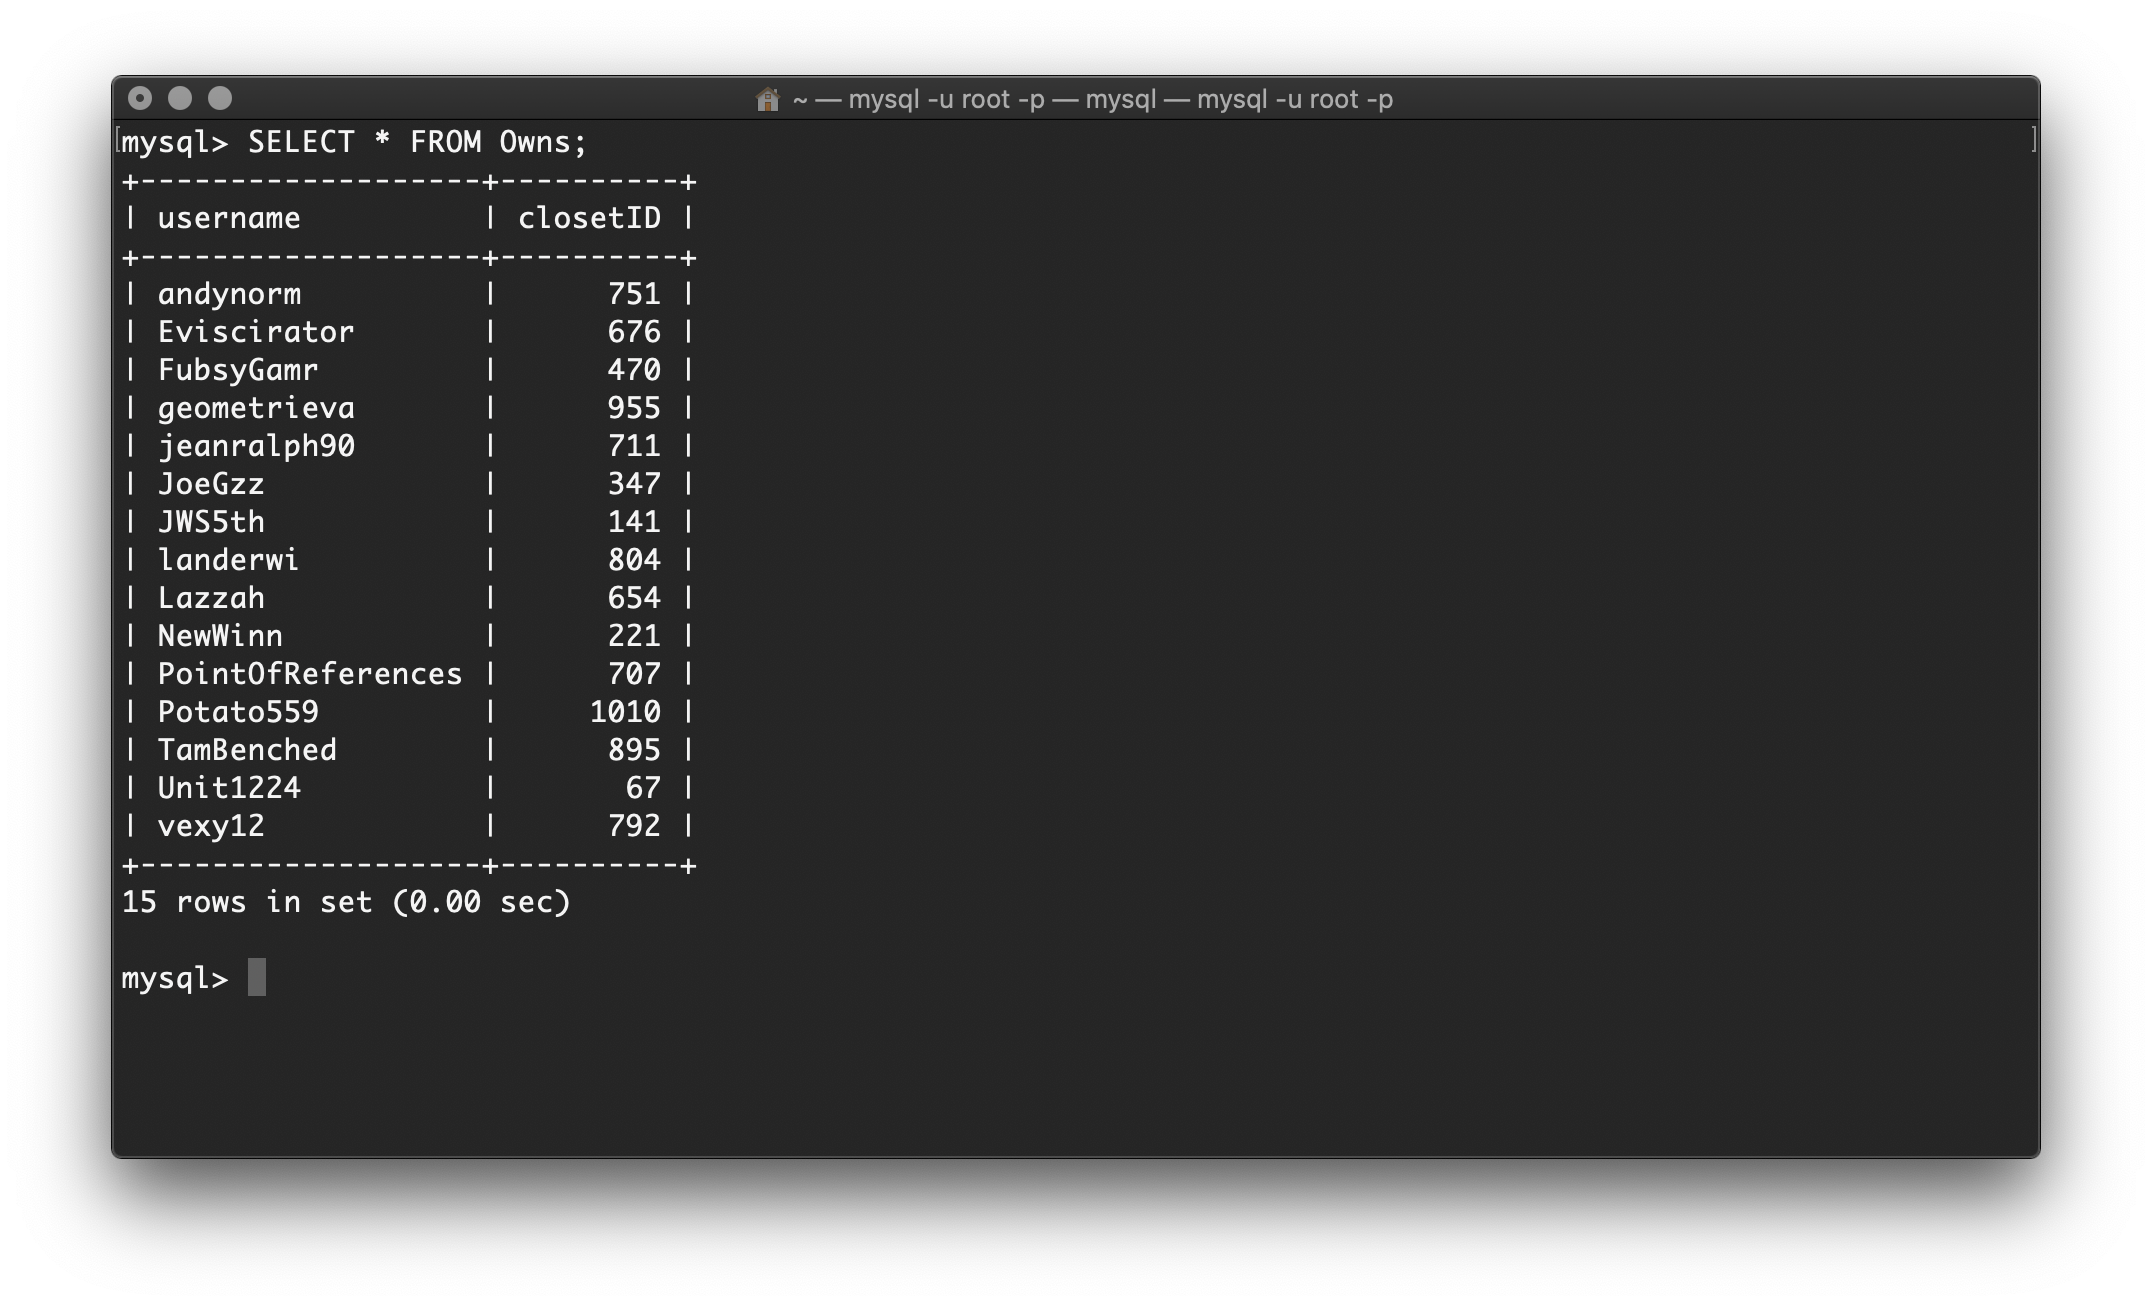 ~ — mysql -u root -p — mysql — mysql -u root -p
mysql> SELECT * FROM Owns;
+-------------------+----------+
| username          | closetID |
+-------------------+----------+
| andynorm          |      751 |
| Eviscirator       |      676 |
| FubsyGamr         |      470 |
| geometrieva       |      955 |
| jeanralph90       |      711 |
| JoeGzz            |      347 |
| JWS5th            |      141 |
| landerwi          |      804 |
| Lazzah            |      654 |
| NewWinn           |      221 |
| PointOfReferences |      707 |
| Potato559         |     1010 |
| TamBenched        |      895 |
| Unit1224          |       67 |
| vexy12            |      792 |
+-------------------+----------+
15 rows in set (0.00 sec)
mysql>